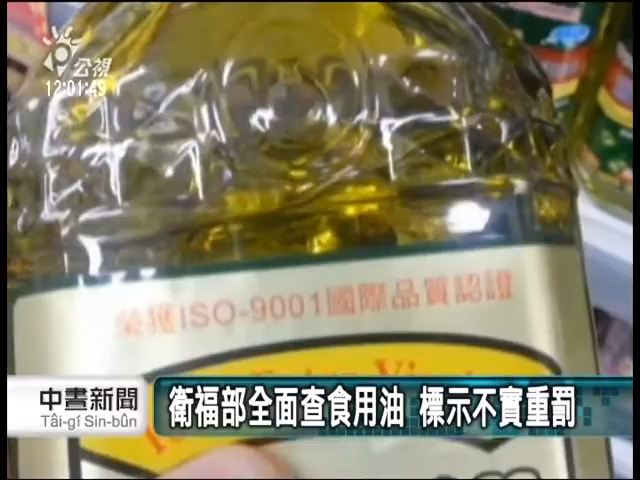 公視
12:01:49
榮獲ISO-9001國際品質認證
中晝新聞
Tâi-gí Sin-bûn
衛福部全面查食用油 標示不實重罰